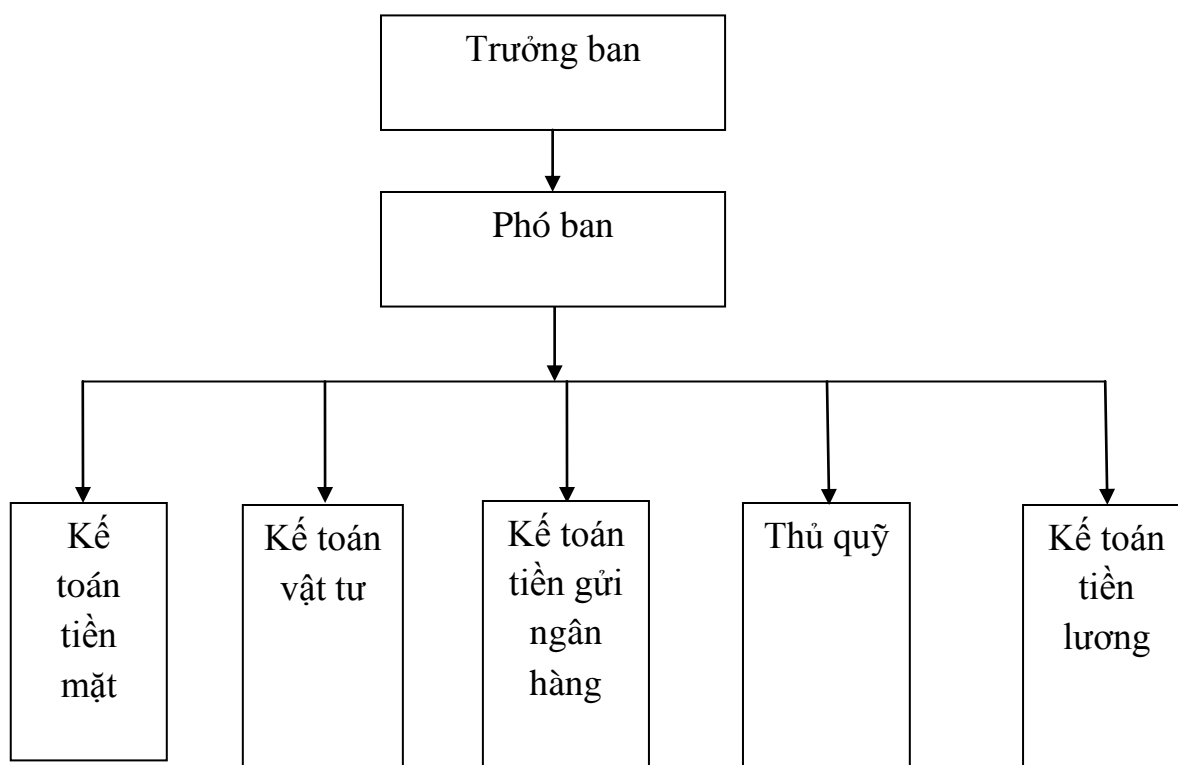 Trưởng ban
Phó ban
Kế
toán
tiền
mặt
Kế toán
vật tư
Kế toán
tiền gửi
ngân
hàng
Thủ quỹ
Kế toán
tiền
lương